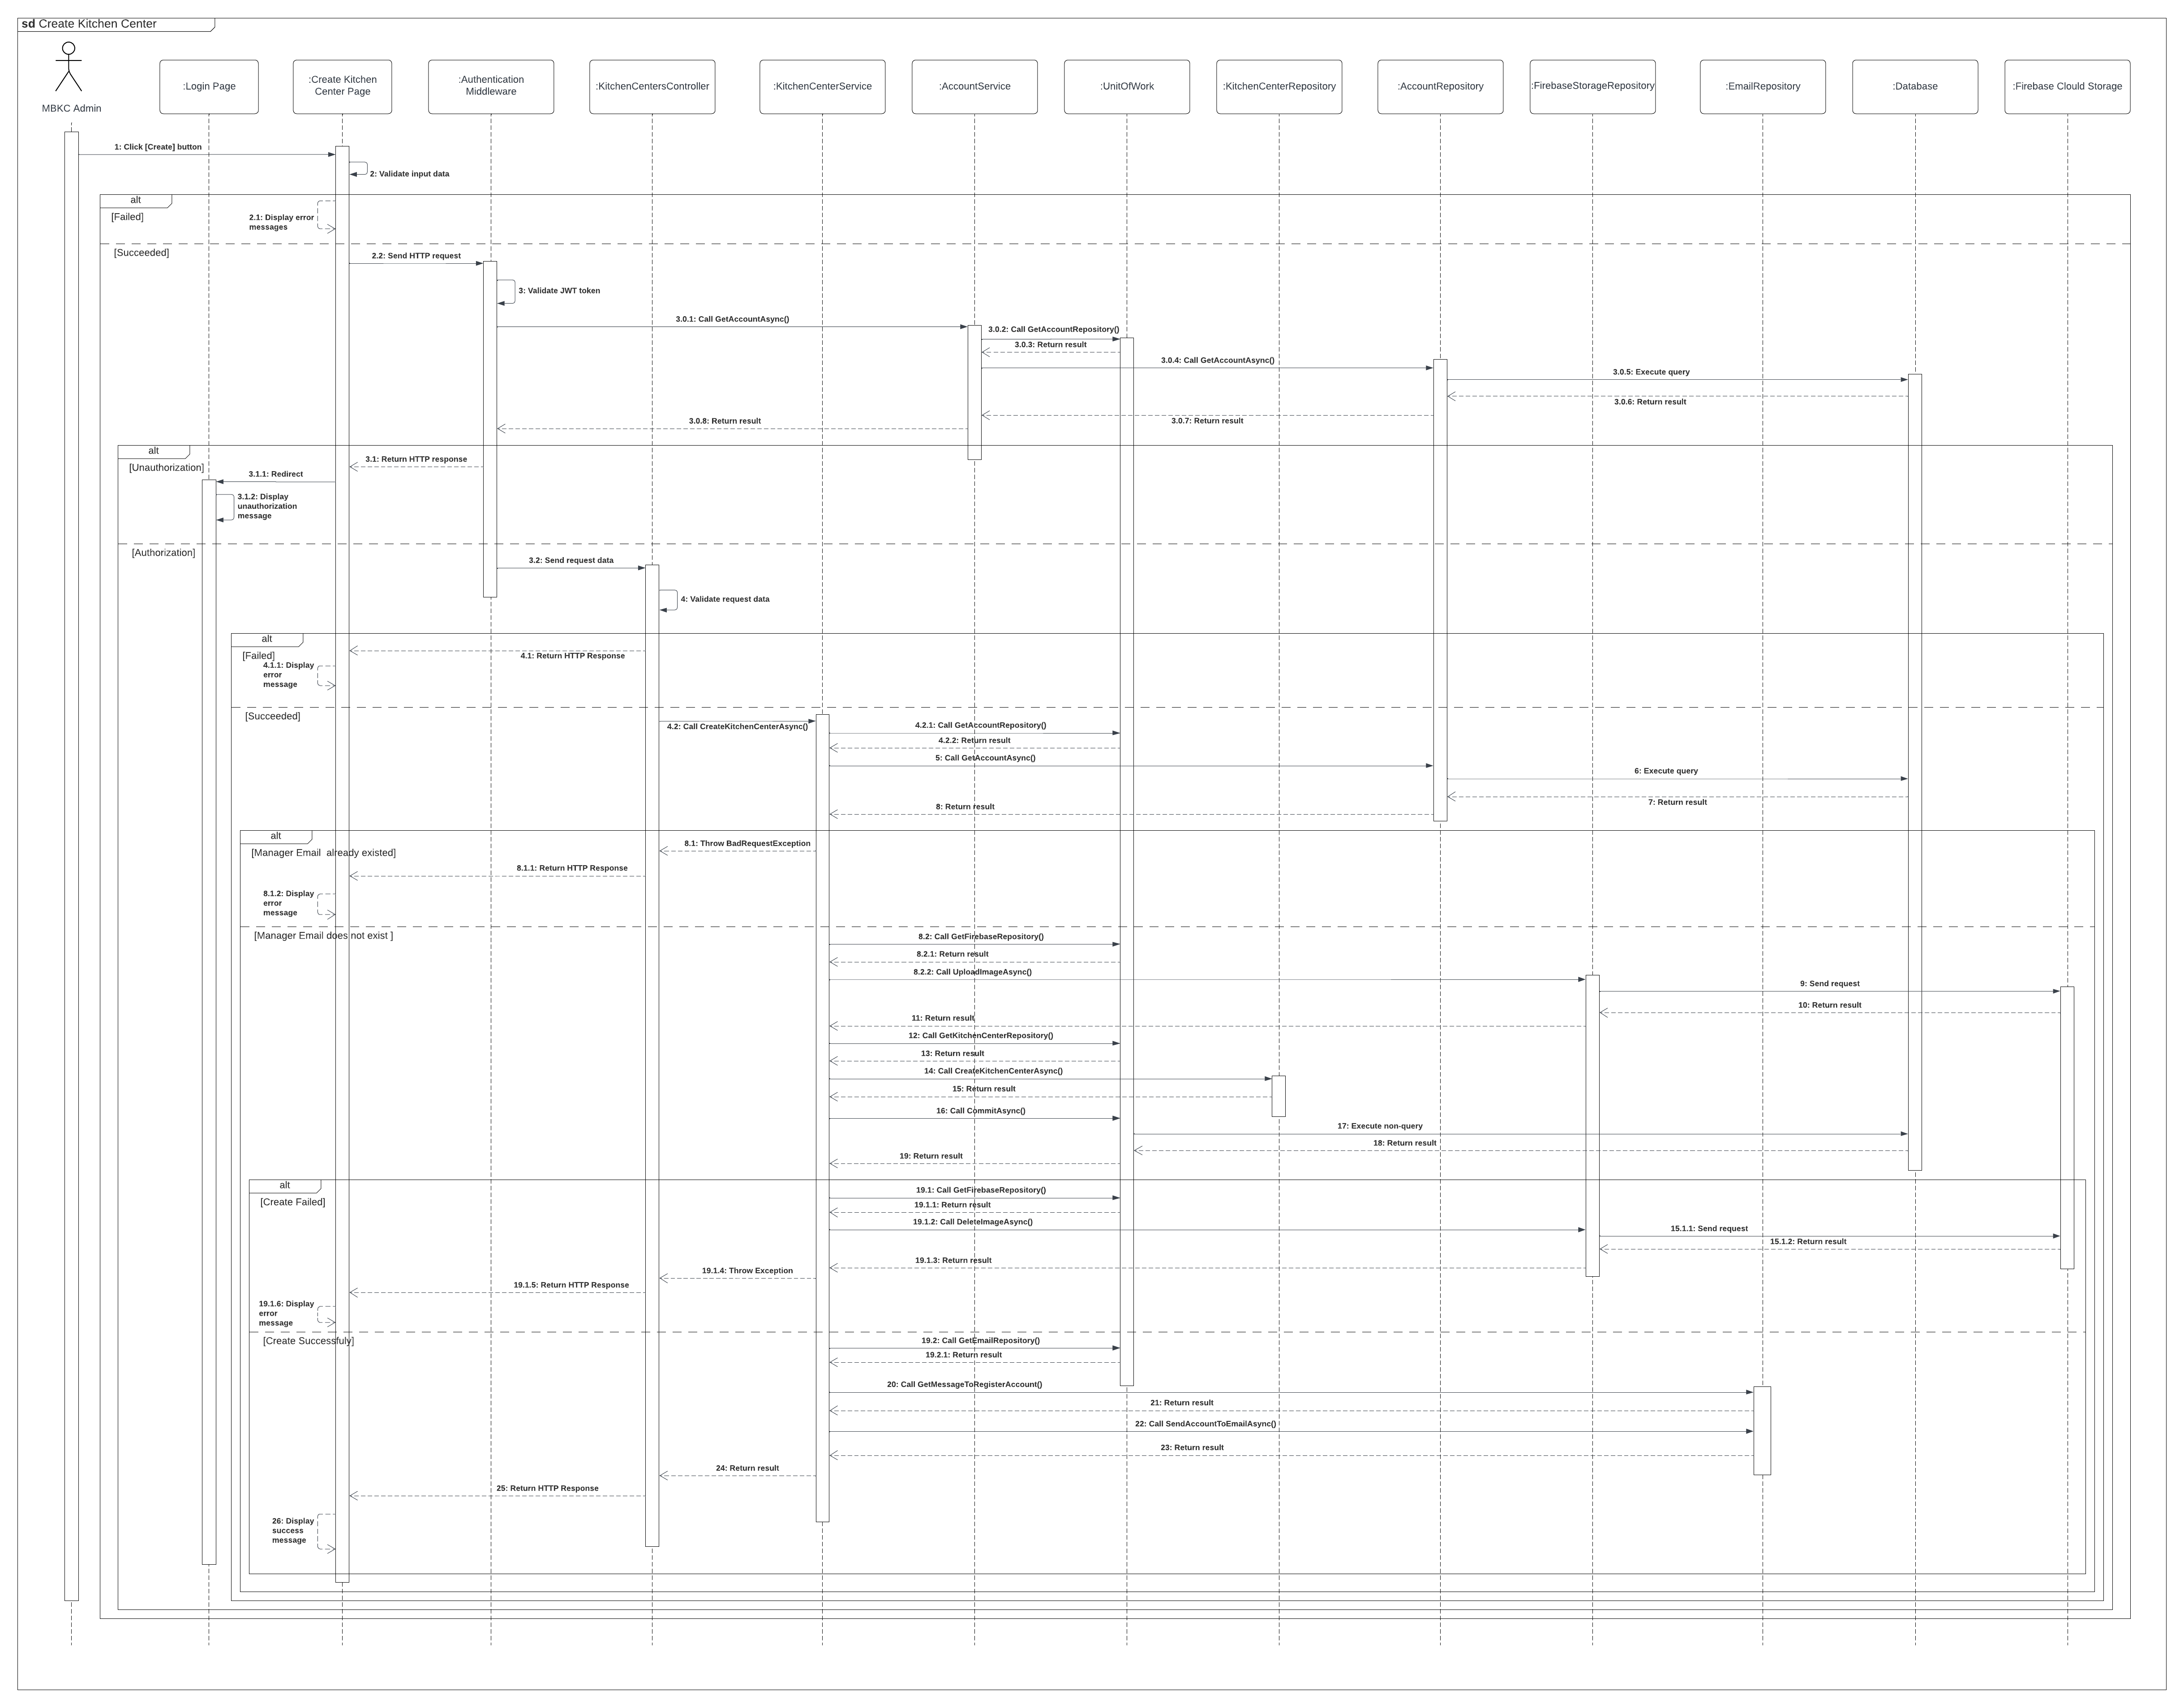 sd Create Kitchen Center
MBKC Admin
:Login Page
:Create Kitchen
Center Page
:Authentication
Middleware
:KitchenCentersController
:KitchenCenterService
:AccountService
:UnitOfWork
:KitchenCenterRepository
:AccountRepository
:FirebaseStorageRepository
:EmailRepository
:Database
:Firebase Clould Storage
1: Click [Create] button
2: Validate input data
alt
[Failed]
2.1: Display error
messages
[Succeeded]
2.2: Send HTTP request
3: Validate JWT token
3.0.1: Call GetAccountAsync()
3.0.2: Call GetAccountRepository()
3.0.3: Return result
3.0.4: Call GetAccountAsync()
3.0.5: Execute query
3.0.6: Return result
3.0.7: Return result
3.0.8: Return result
alt
[Unauthorization]
3.1: Return HTTP response
3.1.1: Redirect
3.1.2: Display
unauthorization
message
[Authorization]
3.2: Send request data
4: Validate request data
alt
[Failed]
4.1: Return HTTP Response
4.1.1: Display
error
message
[Succeeded]
4.2: Call CreateKitchenCenterAsync()
4.2.1: Call GetAccountRepository()
4.2.2: Return result
5: Call GetAccountAsync()
6: Execute query
7: Return result
8: Return result
alt
[Manager Email  already existed]
8.1: Throw BadRequestException
8.1.1: Return HTTP Response
8.1.2: Display
error
message
[Manager Email does not exist ]
8.2: Call GetFirebaseRepository()
8.2.1: Return result
8.2.2: Call UploadImageAsync()
9: Send request
10: Return result
11: Return result
12: Call GetKitchenCenterRepository()
13: Return result
14: Call CreateKitchenCenterAsync()
15: Return result
16: Call CommitAsync()
17: Execute non-query
18: Return result
19: Return result
alt
[Create Failed]
19.1: Call GetFirebaseRepository()
19.1.1: Return result
19.1.2: Call DeleteImageAsync()
15.1.1: Send request
15.1.2: Return result
19.1.3: Return result
19.1.4: Throw Exception
19.1.5: Return HTTP Response
19.1.6: Display
error
message
[Create Successfuly]
19.2: Call GetEmailRepository()
19.2.1: Return result
20: Call GetMessageToRegisterAccount()
21: Return result
22: Call SendAccountToEmailAsync()
23: Return result
24: Return result
25: Return HTTP Response
26: Display
success
message